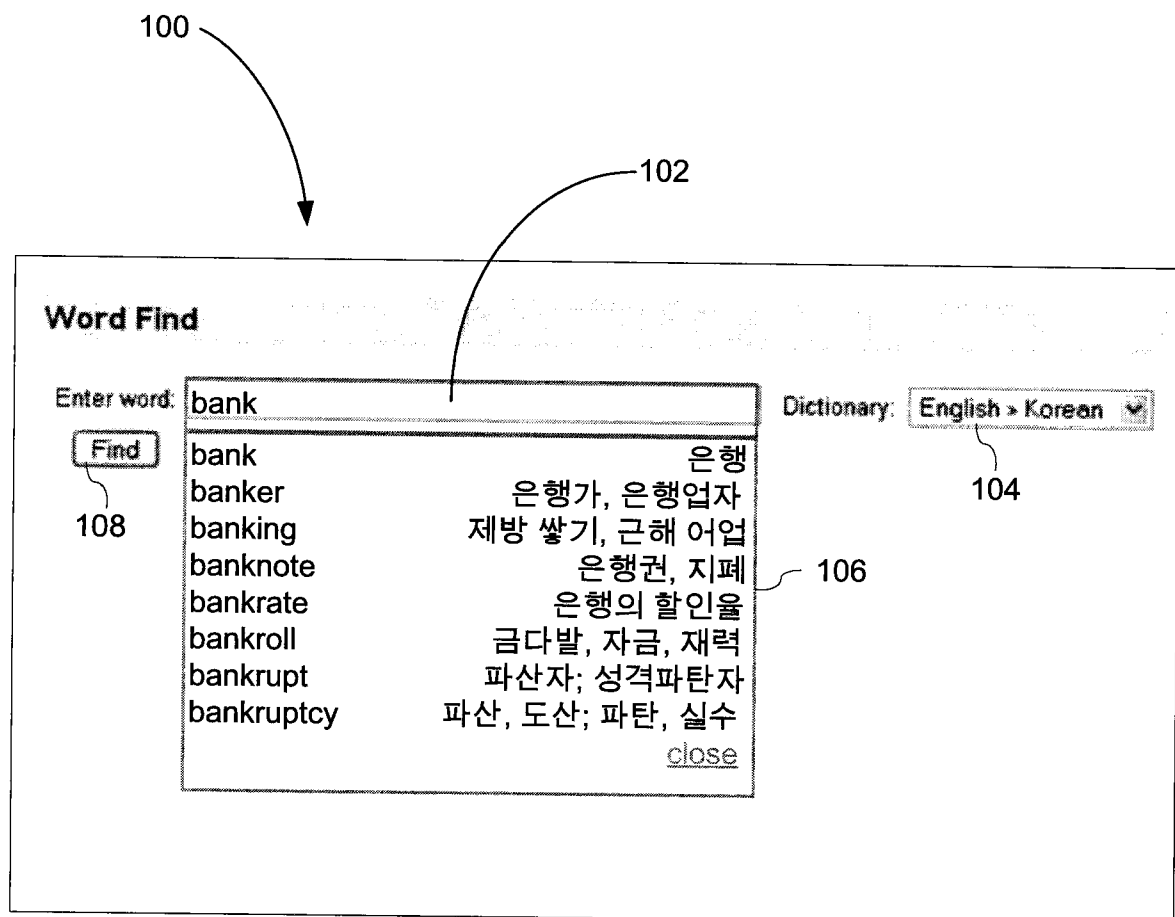 100
102
Word Find
Enter word: bank Dictionary: English » Korean
Find
bank 은행
104
banker 은행가, 은행업자
108
banking 제방 쌓기, 근해 어업
banknote 은행권, 지폐
106
bankrate 은행의 할인율
bankroll 금다발, 자금, 재력
bankrupt 파산자; 성격파탄자
bankruptcy 파산, 도산; 파탄, 실수
close